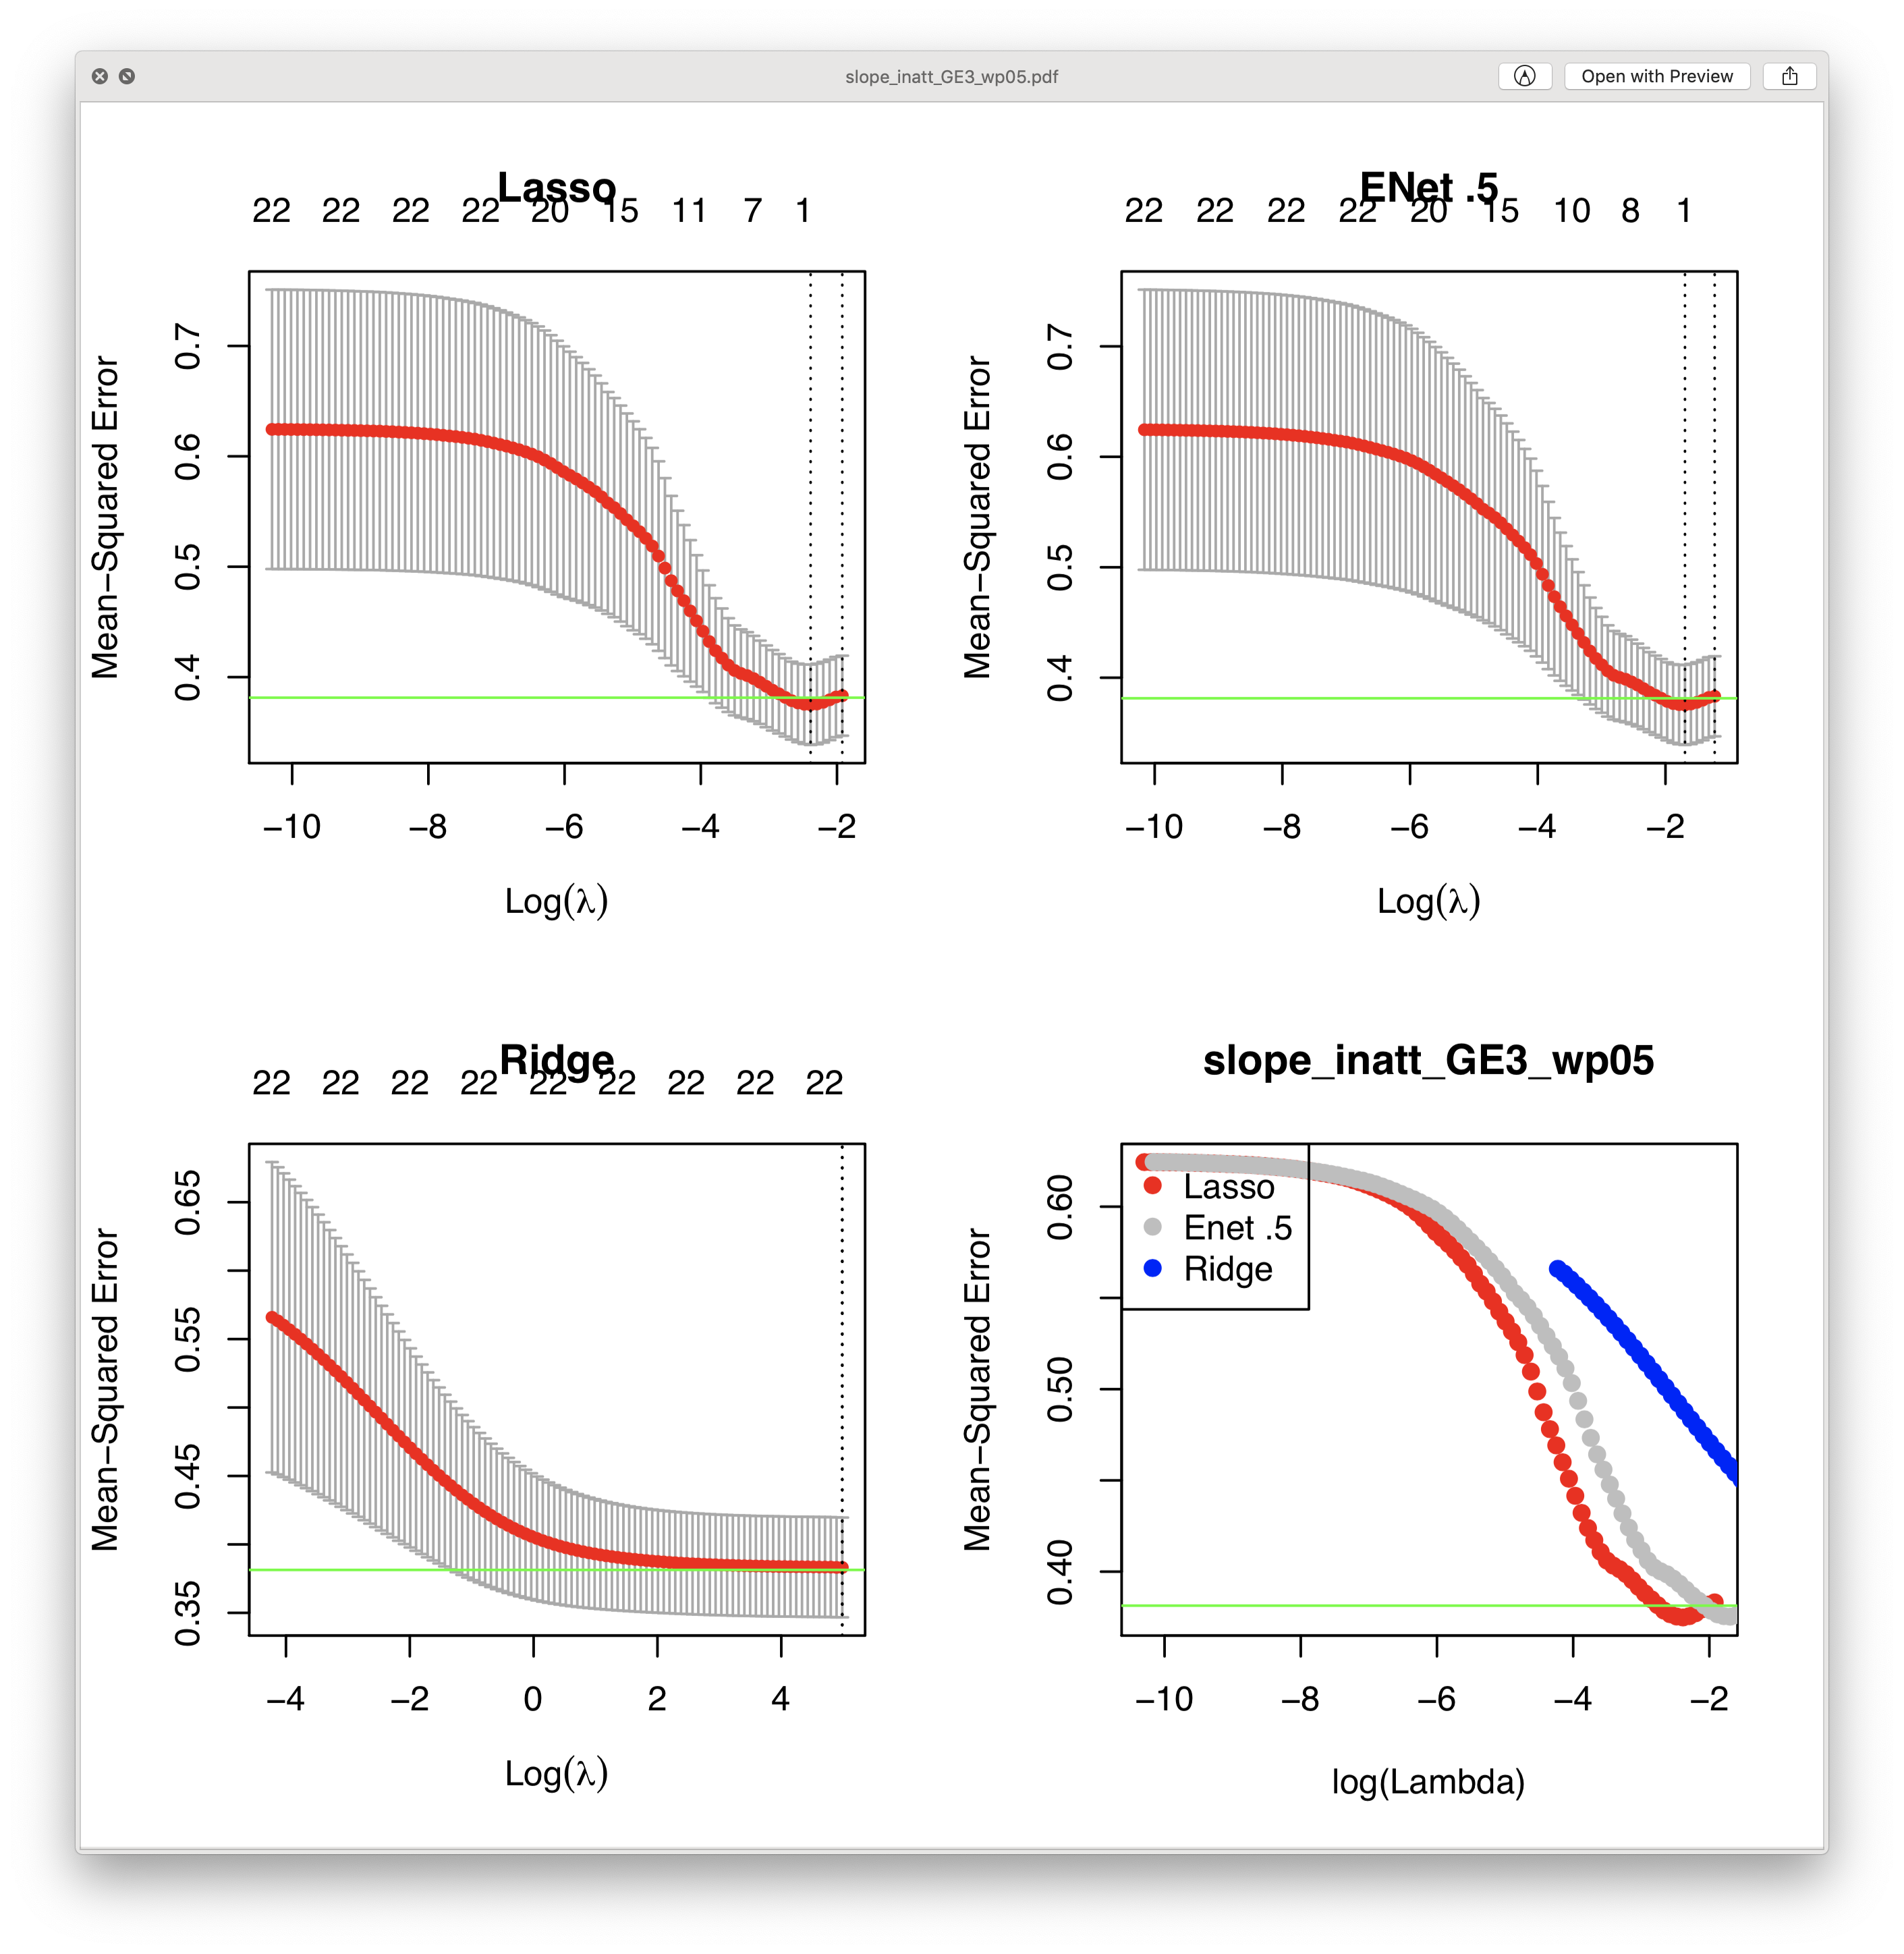 slope_inatt_GE3_wp05.pdf
Open with Preview
Lasso
22 22 22 22 20 15 11 7 1
Mean−Squared Error
0.7
0.6
0.5
0.4
−10 −8 −6 −4 −2
Log(λ)
ENet .5
22 22 22 22 20 15 10 8 1
Mean−Squared Error
0.7
0.6
0.5
0.4
−10 −8 −6 −4 −2
Log(λ)
Ridge
22 22 22 22 22 22 22 22 22
Mean−Squared Error
0.65
0.55
0.45
0.35
−4 −2 0 2 4
Log(λ)
slope_inatt_GE3_wp05
Mean−Squared Error
0.60
0.50
0.40
Lasso
Enet .5
Ridge
−10 −8 −6 −4 −2
log(Lambda)